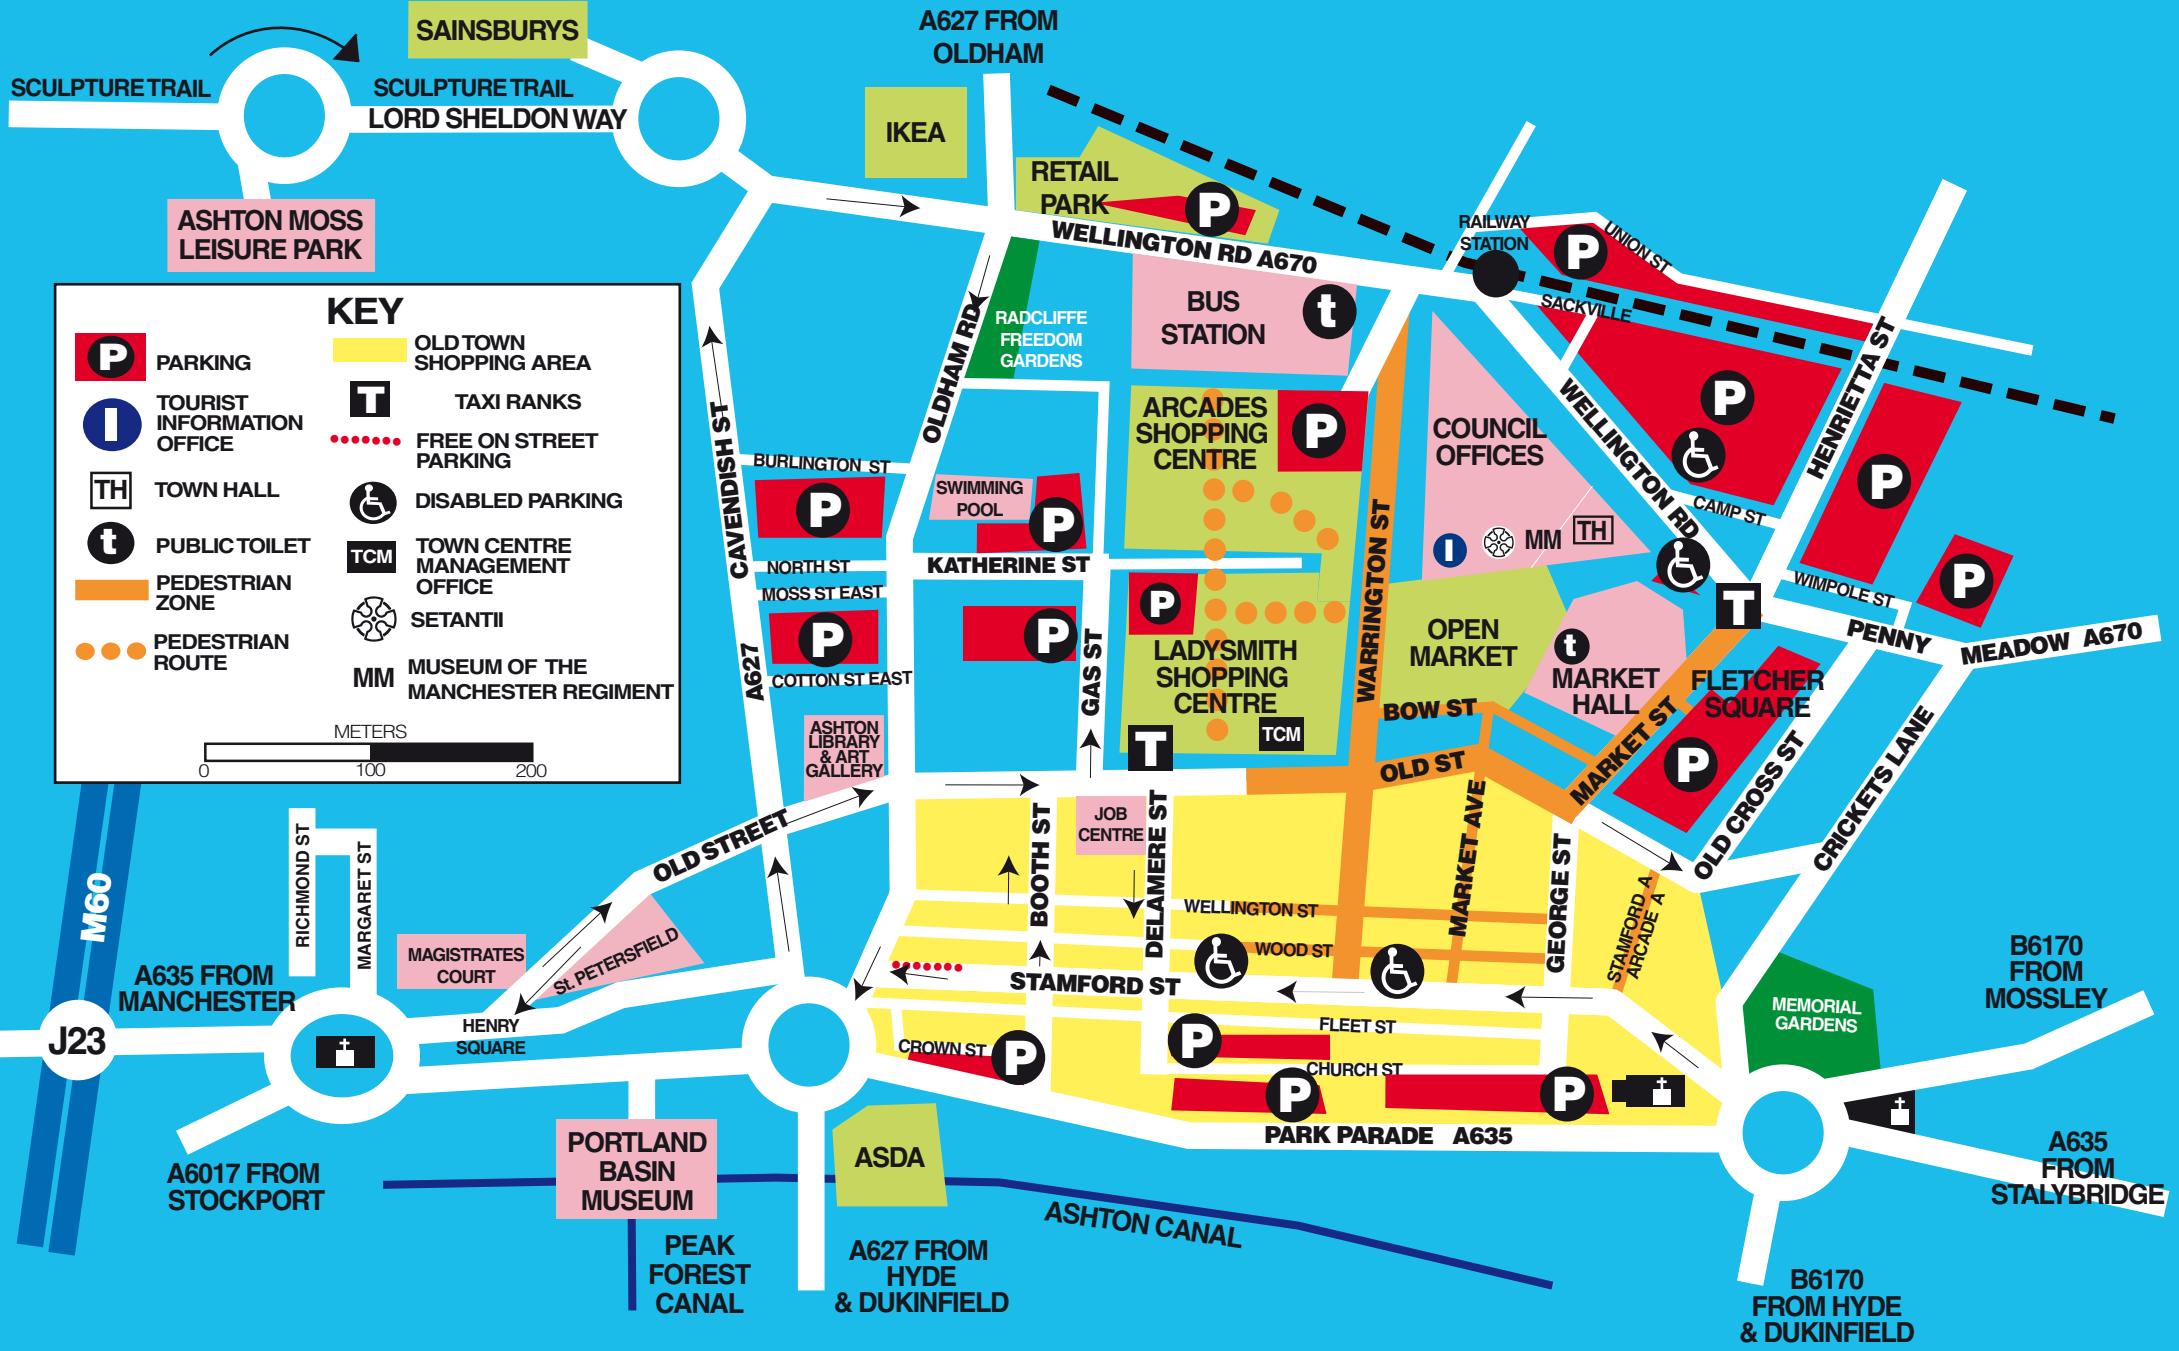 SAINSBURYS
A627 FROM
OLDHAM
SCULPTURE TRAIL
SCULPTURE TRAIL
LORD SHELDON WAY
IKEA
RETAIL
PARK
P
WELLINGTON RD A670
RAILWAY
STATION
P
UNION ST
SACKVILLE
ASHTON MOSS
LEISURE PARK
KEY
P
PARKING
I
TOURIST
INFORMATION
OFFICE
TH
TOWN HALL
t
PUBLIC TOILET
PEDESTRIAN
ZONE
PEDESTRIAN
ROUTE
OLD TOWN
SHOPPING AREA
T
TAXI RANKS
FREE ON STREET
PARKING
DISABLED PARKING
TCM
TOWN CENTRE
MANAGEMENT
OFFICE
SETANTII
MM
MUSEUM OF THE
MANCHESTER REGIMENT
METERS
0
100
200
BUS
STATION
t
RADCLIFFE
FREEDOM
GARDENS
OLDHAM RD
CAVENDISH ST
A627
BURLINGTON ST
P
NORTH ST
MOSS ST EAST
P
COTTON ST EAST
SWIMMING
POOL
P
KATHERINE ST
P
GAS ST
ARCADES
SHOPPING
CENTRE
P
P
LADYSMITH
SHOPPING
CENTRE
T
TCM
WARRINGTON ST
COUNCIL
OFFICES
I
MM
TH
WELLINGTON RD
P
HENRIETTA ST
CAMP ST
P
P
WIMPOLE ST
T
PENNY
MEADOW A670
OPEN
MARKET
t
MARKET
HALL
FLETCHER
SQUARE
P
BOW ST
OLD ST
MARKET ST
OLD CROSS ST
CRICKETS LANE
ASHTON
LIBRARY
& ART
GALLERY
OLD STREET
JOB
CENTRE
BOOTH ST
DELAMERE ST
MARKET AVE
GEORGE ST
STAMFORD A
ARCADE A
WELLINGTON ST
WOOD ST
STAMFORD ST
FLEET ST
CROWN ST
P
P
CHURCH ST
P
P
PARK PARADE A635
M60
RICHMOND ST
MARGARET ST
MAGISTRATES
COURT
St. PETERSFIELD
A635 FROM
MANCHESTER
J23
HENRY
SQUARE
A6017 FROM
STOCKPORT
PORTLAND
BASIN
MUSEUM
PEAK
FOREST
CANAL
ASDA
A627 FROM
HYDE
& DUKINFIELD
ASHTON CANAL
MEMORIAL
GARDENS
B6170
FROM
MOSSLEY
A635
FROM
STALYBRIDGE
B6170
FROM HYDE
& DUKINFIELD